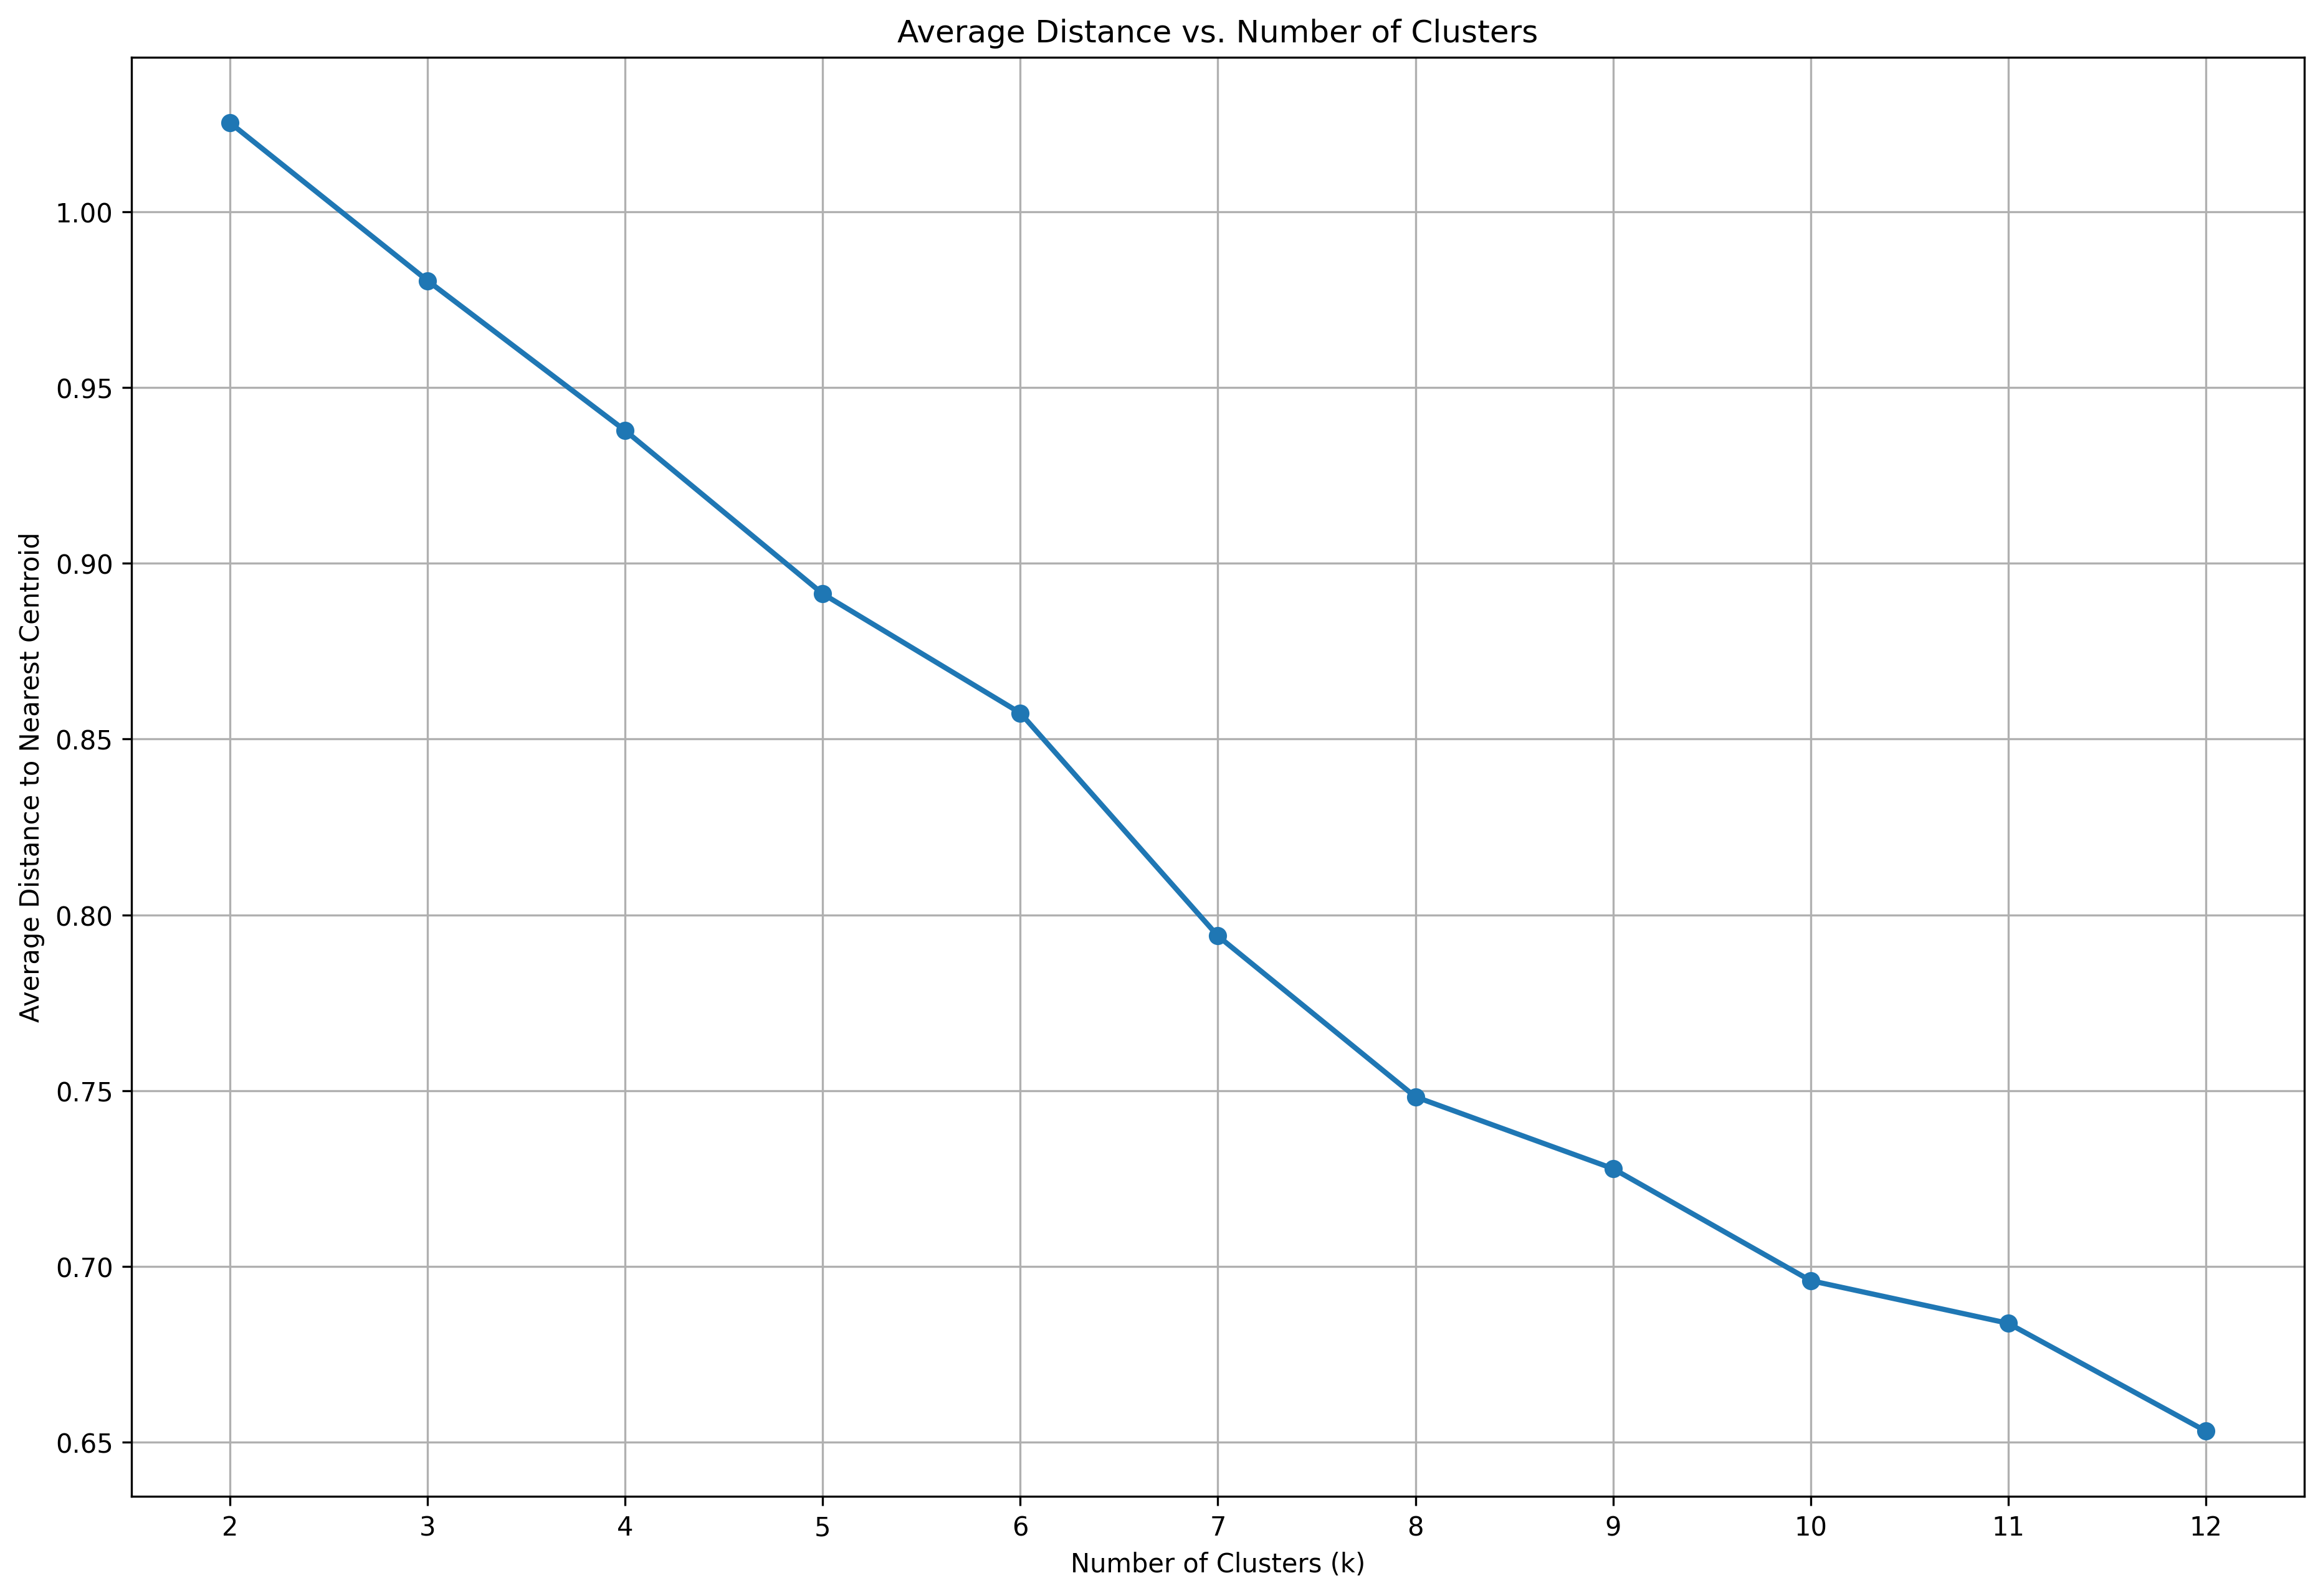 Average Distance vs. Number of Clusters
Average Distance to Nearest Centroid
1.00
0.95
0.90
0.85
0.80
0.75
0.70
0.65
2 3 4 5 6 7 8 9 10 11 12
Number of Clusters (k)